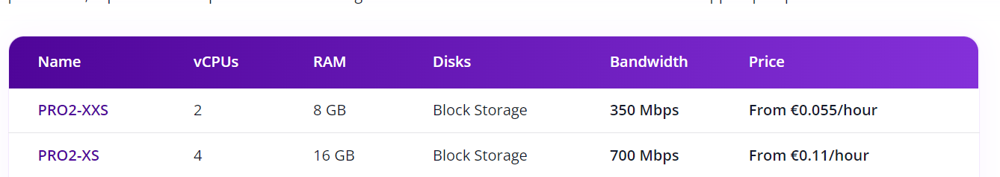 Name vCPUs RAM Disks Bandwidth Price
PRO2-XXS 2 8 GB Block Storage 350 Mbps From €0.055/hour
PRO2-XS 4 16 GB Block Storage 700 Mbps From €0.11/hour